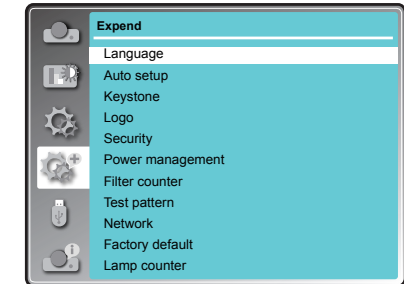 Expend
Language
Auto setup
Keystone
Logo
Security
Power management
Filter counter
Test pattern
Network
Factory default
Lamp counter